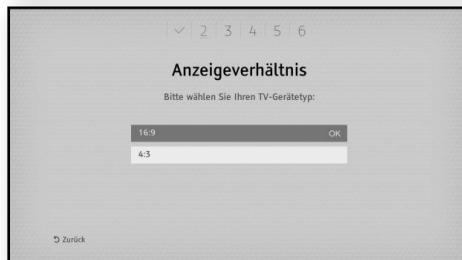 ✓ 2 3 4 5 6
Anzeigeverhältnis
Bitte wählen Sie Ihren TV-Gerätetyp:
16:9 OK
4:3
Zurück